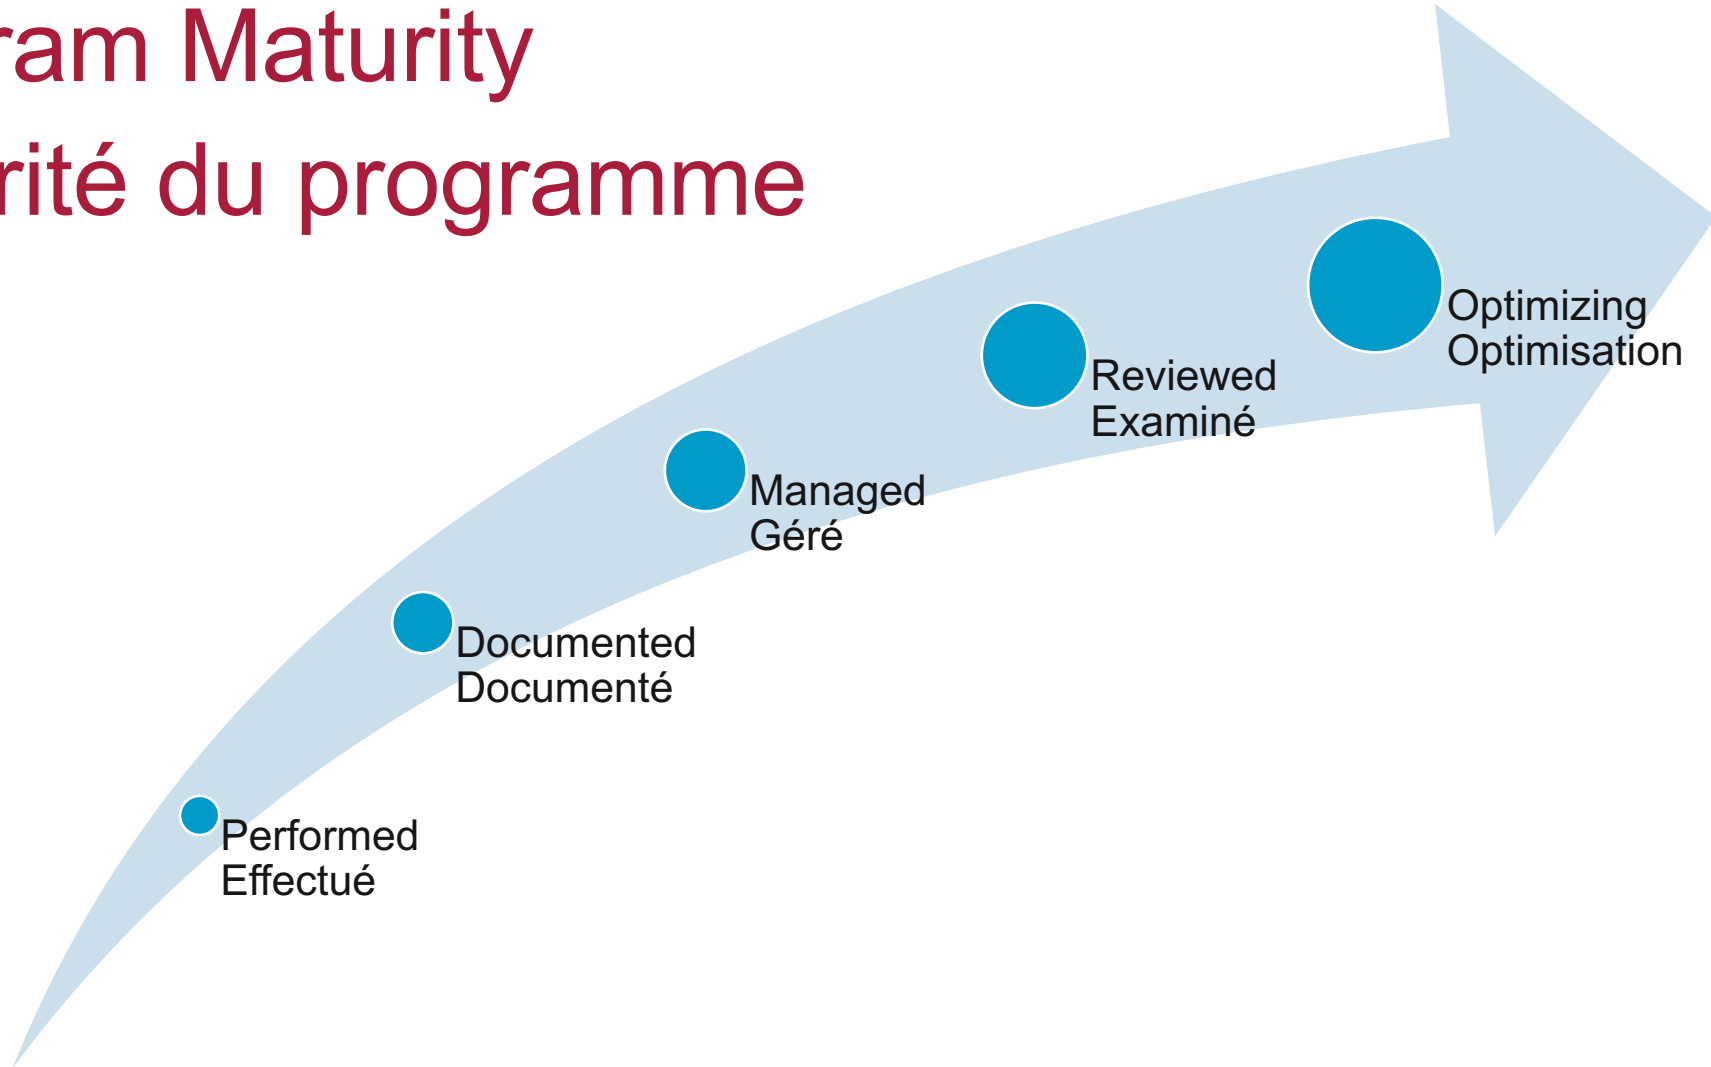 ram Maturity
rité du programme
Optimizing
Optimisation
Reviewed
Examiné
Managed
Géré
Documented
Documenté
Performed
Effectué